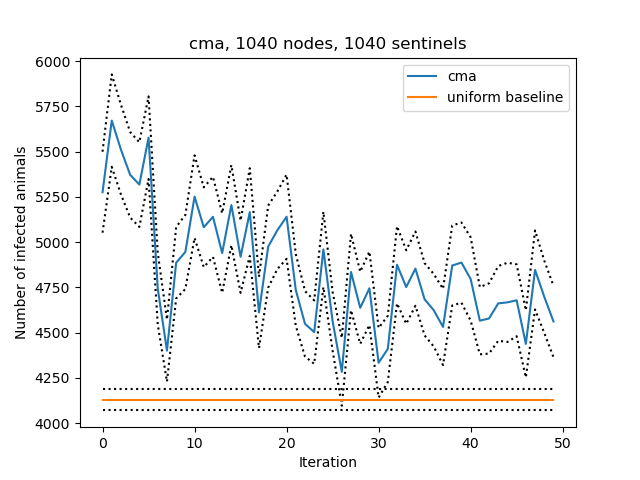 cma, 1040 nodes, 1040 sentinels
6000
5750
5500
5250
5000
4750
4500
4250
4000
Number of infected animals
cma
uniform baseline
0 10 20 30 40 50
Iteration